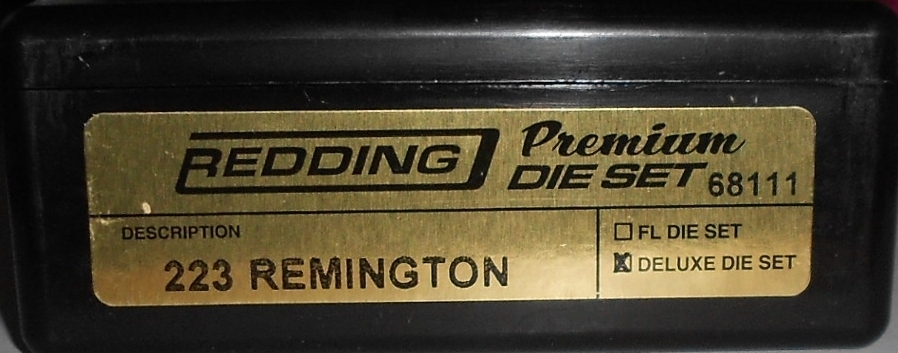 REDDING Premium
DIE SET 68111
DESCRIPTION
223 REMINGTON
FL DIE SET
DELUXE DIE SET